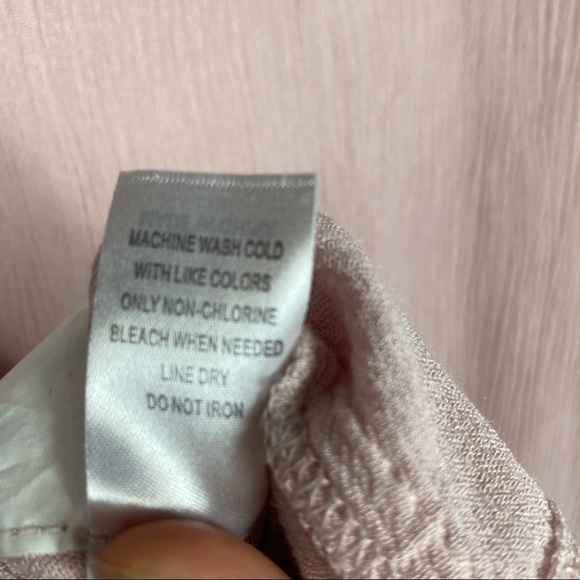 MACHINE WASH COLD
WITH LIKE COLORS
ONLY NON-CHLORINE
BLEACH WHEN NEEDED
LINE DRY
DO NOT IRON